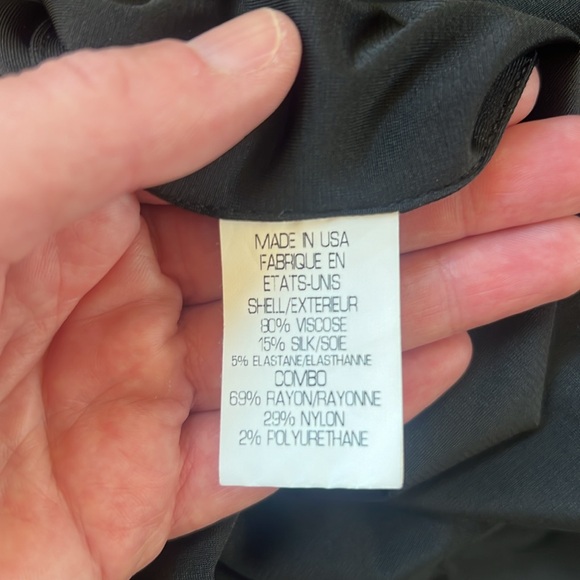 MADE IN USA
FABRIQUE EN
ETATS-UNIS
SHELL/EXTERIEUR
80% VISCOSE
15% SILK/SOIE
5% ELASTANE/ELASTHANNE
COMBO
69% RAYON/RAYONNE
29% NYLON
2% POLYURETHANE